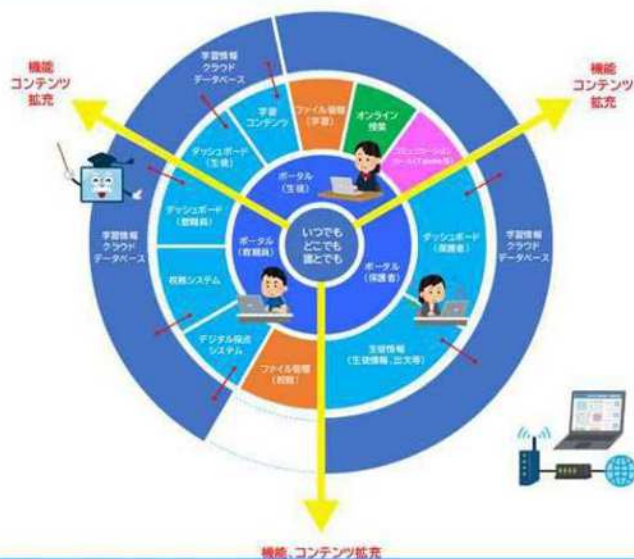 機能
コンテンツ
拡充
学習情報
クラウド
データベース
機能
コンテンツ
拡充
学習
コンテンツ
ファイル管理
(学習)
オンライン
授業
ダッシュボード
(生徒)
ポータル
(生徒)
ダッシュボード
(教職員)
学習情報
クラウド
データベース
ポータル
(教職員)
いつでも
どこでも
誰とでも
ポータル
(保護者)
ダッシュボード
(保護者)
学習情報
クラウド
データベース
校務システム
デジタル採点
システム
ファイル管理
(校務)
生徒情報
(生徒情報、出欠等)
機能、コンテンツ拡充